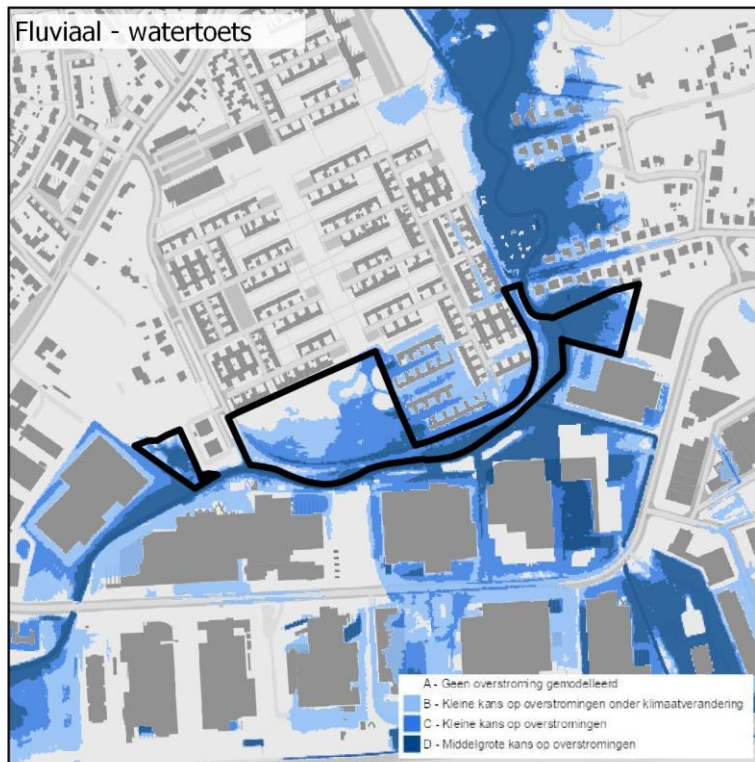 Fluviaal - watertoets
A - Geen overstroming gemodelleerd
B - Kleine kans op overstromingen onder klimaatverandering
C - Kleine kans op overstromingen
D - Middelgrote kans op overstromingen